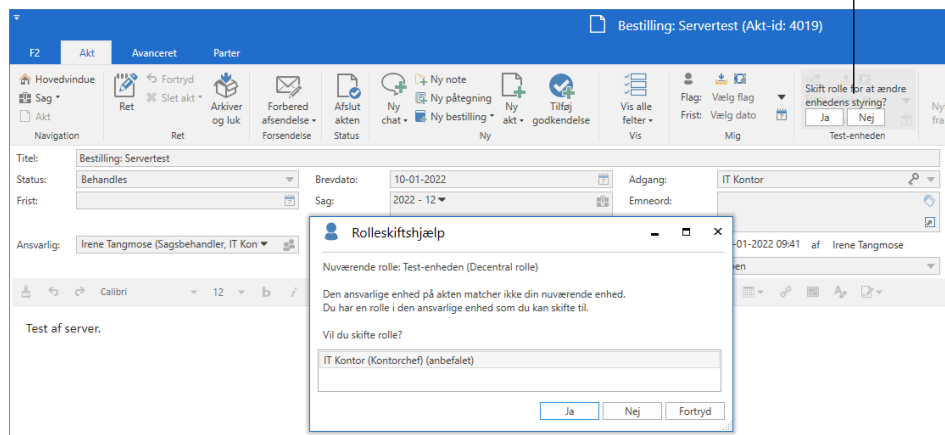 Bestilling: Servertest (Akt-id: 4019)
F2 Akt Avanceret Parter
Hovedvindue
Sag
Akt
Navigation
Ret
Fortryd
Slet akt
Arkiver og luk
Ret
Forbered afsendelse
Forsendelse
Afslut akten
Status
Ny chat
Ny note
Ny påtegning
Ny bestilling
Ny akt
Tilføj godkendelse
Ny
Vis alle felter
Vis
Flag: Vælg flag
Frist: Vælg dato
Mig
Skift rolle for at ændre
enhedens styring?
Ja Nej
Test-enheden
Titel: Bestilling: Servertest
Status: Behandles Brevdato: 10-01-2022 Adgang: IT Kontor
Frist: Sag: 2022 - 12 Emneord:
Ansvarlig: Irene Tangmose (Sagsbehandler, IT Kon
-01-2022 09:41 af Irene Tangmose
Calibri 12 b i
Test af server.
Rolleskiftshjælp
Nuværende rolle: Test-enheden (Decentral rolle)
Den ansvarlige enhed på akten matcher ikke din nuværende enhed.
Du har en rolle i den ansvarlige enhed som du kan skifte til.
Vil du skifte rolle?
IT Kontor (Kontorchef) (anbefalet)
Ja Nej Fortryd